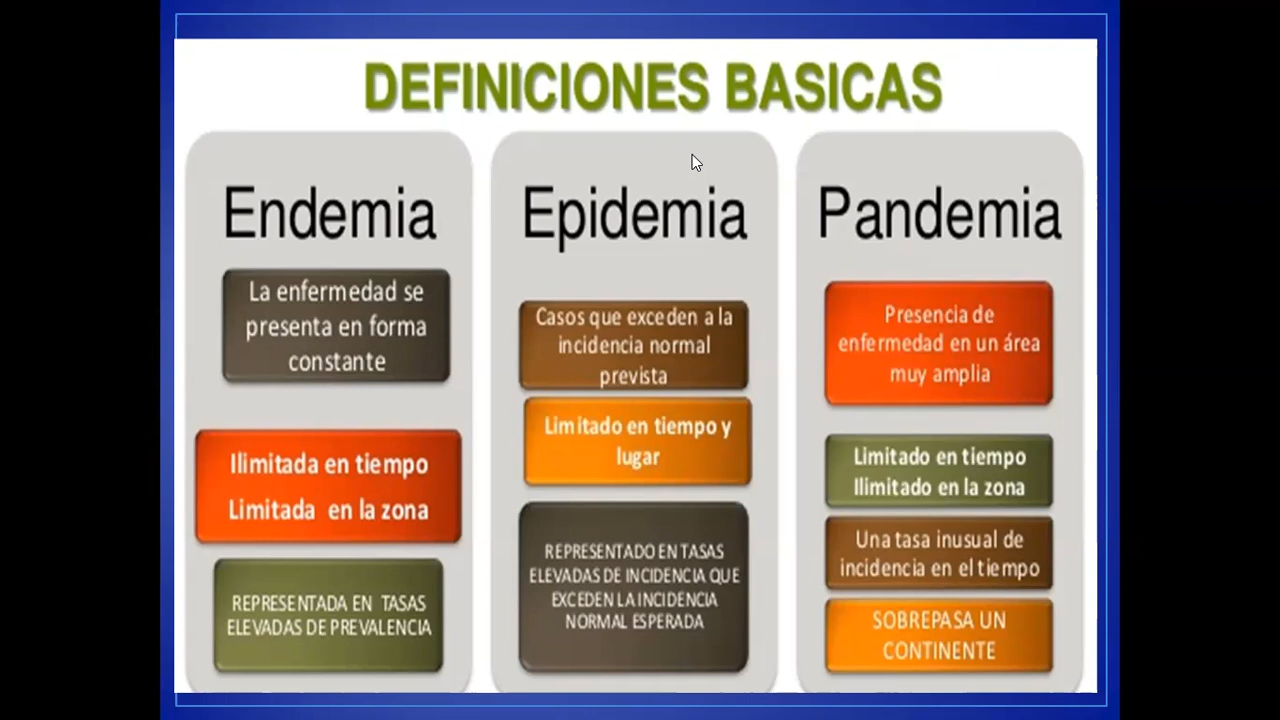 DEFINICIONES BASICAS
Endemia
La enfermedad se
presenta en forma
constante
Ilimitada en tiempo
Limitada en la zona
REPRESENTADA EN TASAS
ELEVADAS DE PREVALENCIA
Epidemia
Casos que exceden a la
incidencia normal
prevista
Limitado en tiempo y
lugar
REPRESENTADO EN TASAS
ELEVADAS DE INCIDENCIA QUE
EXCEDEN LA INCIDENCIA
NORMAL ESPERADA
Pandemia
Presencia de
enfermedad en un área
muy amplia
Limitado en tiempo
Ilimitado en la zona
Una tasa inusual de
incidencia en el tiempo
SOBREPASA UN
CONTINENTE